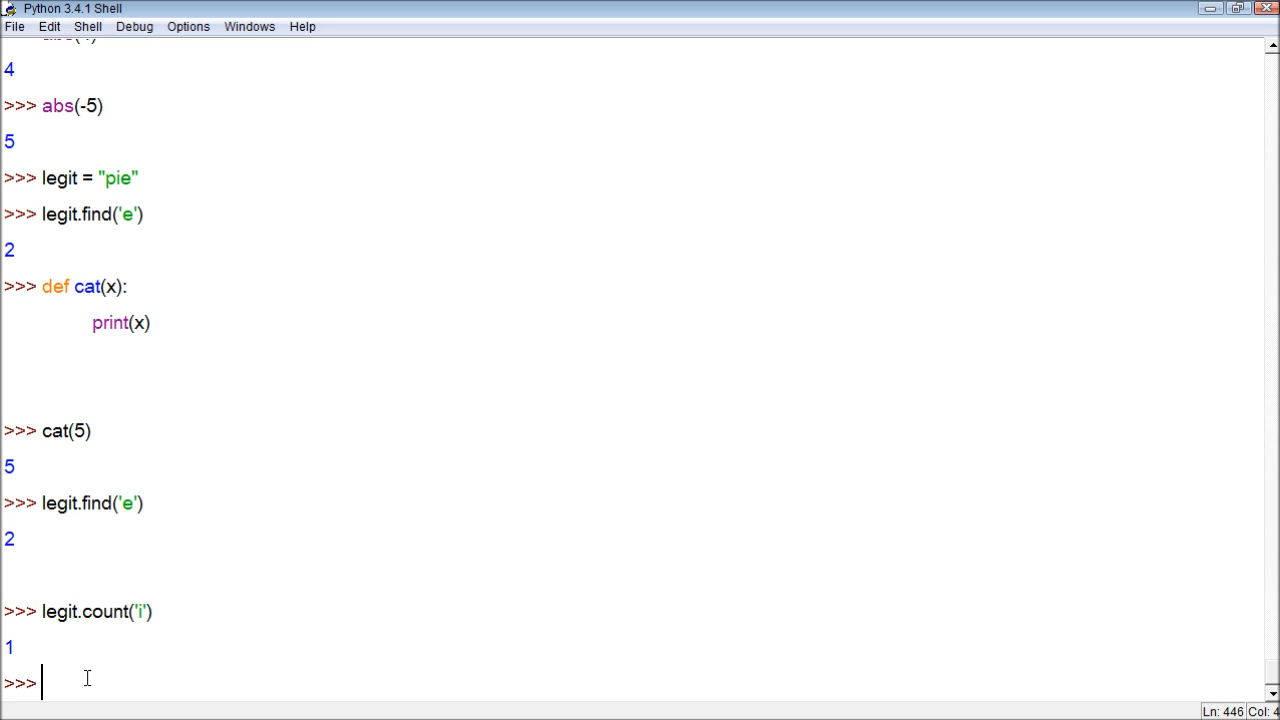 Python 3.4.1 Shell
File Edit Shell Debug Options Windows Help
4
>>> abs(-5)
5
>>> legit = "pie"
>>> legit.find('e')
2
>>> def cat(x):
print(x)
>>> cat(5)
5
>>> legit.find('e')
2
>>> legit.count('i')
1
>>>
Ln: 446 Col: 4